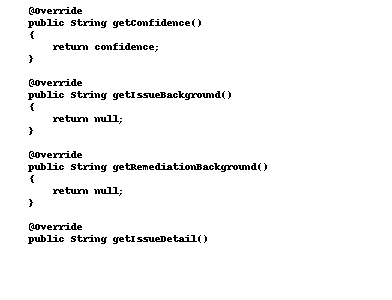 @Override
public String getConfidence()
{
    return confidence;
}

@Override
public String getIssueBackground()
{
    return null;
}

@Override
public String getRemediationBackground()
{
    return null;
}

@Override
public String getIssueDetail()